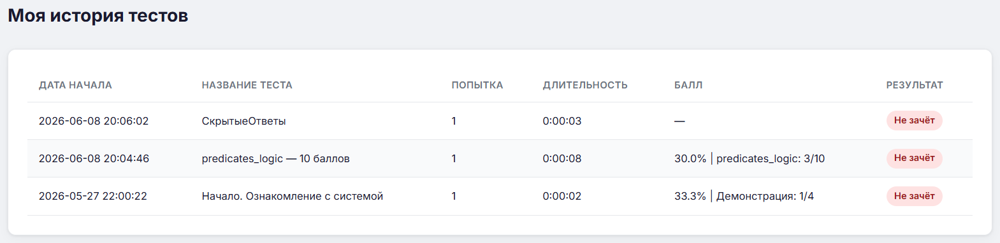 Моя история тестов
ДАТА НАЧАЛА НАЗВАНИЕ ТЕСТА ПОПЫТКА ДЛИТЕЛЬНОСТЬ БАЛЛ РЕЗУЛЬТАТ
2026-06-08 20:06:02 СкрытыеОтветы 1 0:00:03 — Не зачёт
2026-06-08 20:04:46 predicates_logic — 10 баллов 1 0:00:08 30.0% | predicates_logic: 3/10 Не зачёт
2026-05-27 22:00:22 Начало. Ознакомление с системой 1 0:00:02 33.3% | Демонстрация: 1/4 Не зачёт